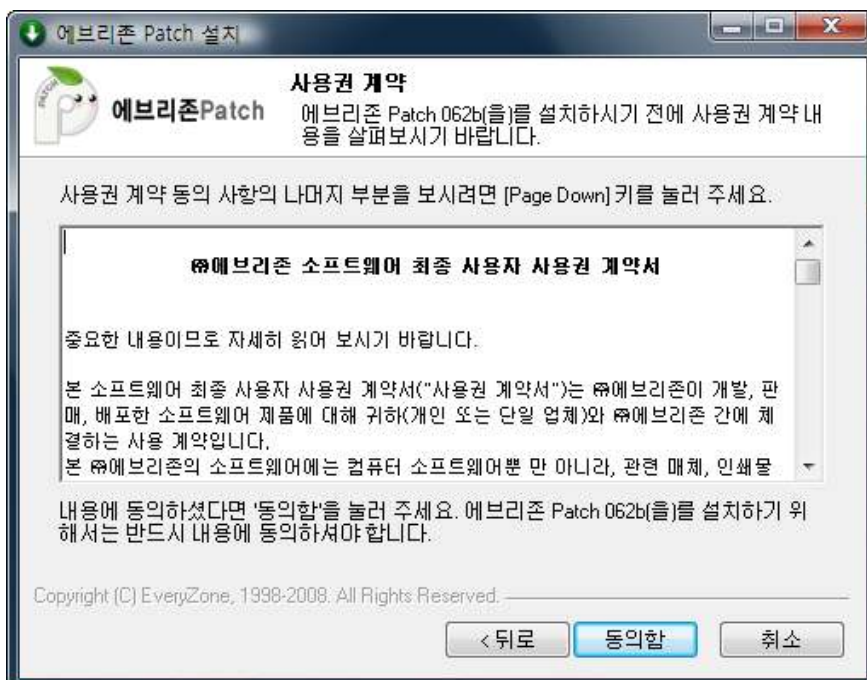 에브리존 Patch 설치
PATCH
에브리존Patch
사용권 계약
에브리존 Patch 062b(을)를 설치하시기 전에 사용권 계약 내
용을 살펴보시기 바랍니다.
사용권 계약 동의 사항의 나머지 부분을 보시려면 [Page Down] 키를 눌러 주세요.
㈜에브리존 소프트웨어 최종 사용자 사용권 계약서
중요한 내용이므로 자세히 읽어 보시기 바랍니다.
본 소프트웨어 최종 사용자 사용권 계약서("사용권 계약서")는 ㈜에브리존이 개발, 판
매, 배포한 소프트웨어 제품에 대해 귀하(개인 또는 단일 업체)와 ㈜에브리존 간에 체
결하는 사용 계약입니다.
본 ㈜에브리존의 소프트웨어에는 컴퓨터 소프트웨어뿐 만 아니라, 관련 매체, 인쇄물
내용에 동의하셨다면 '동의함'을 눌러 주세요. 에브리존 Patch 062b(을)를 설치하기 위
해서는 반드시 내용에 동의하셔야 합니다.
Copyright (C) EveryZone, 1998-2008. All Rights Reserved.
< 뒤로
동의함
취소